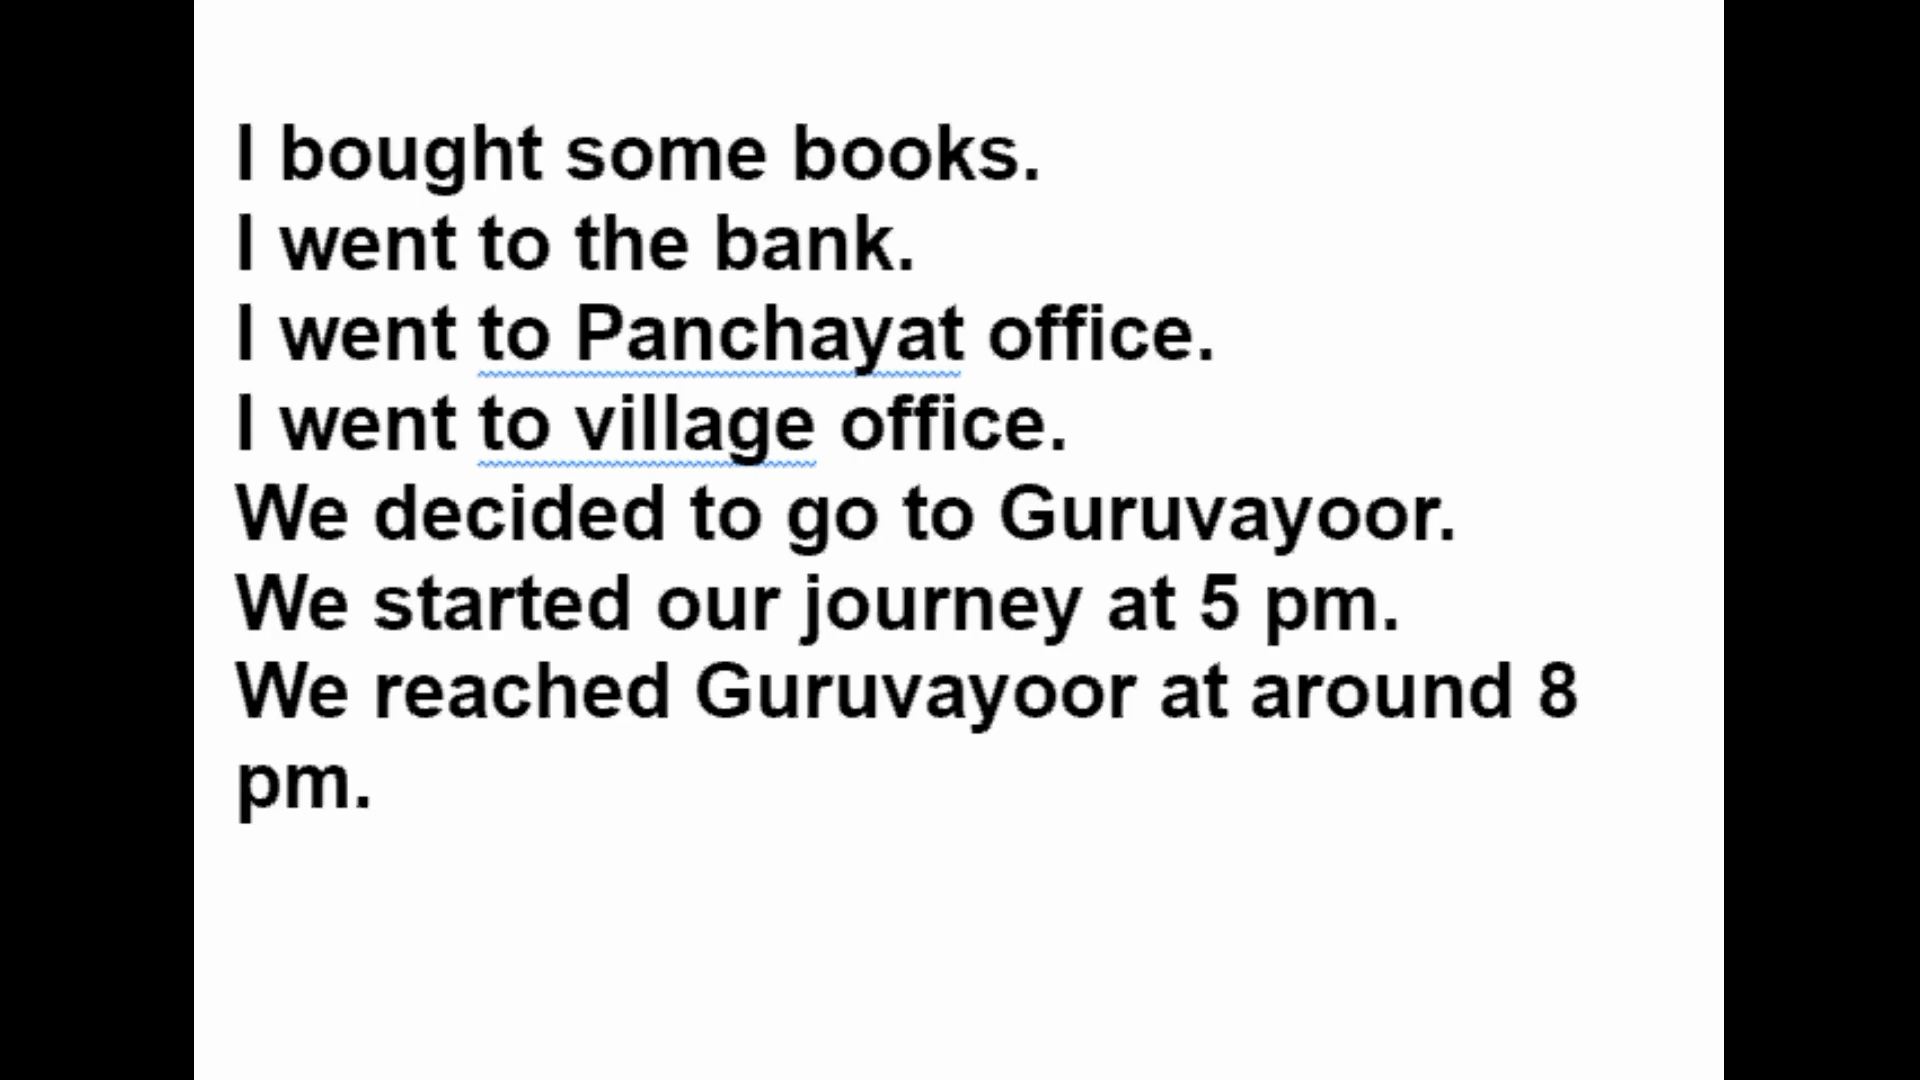 I bought some books.
I went to the bank.
I went to Panchayat office.
I went to village office.
We decided to go to Guruvayoor.
We started our journey at 5 pm.
We reached Guruvayoor at around 8
pm.